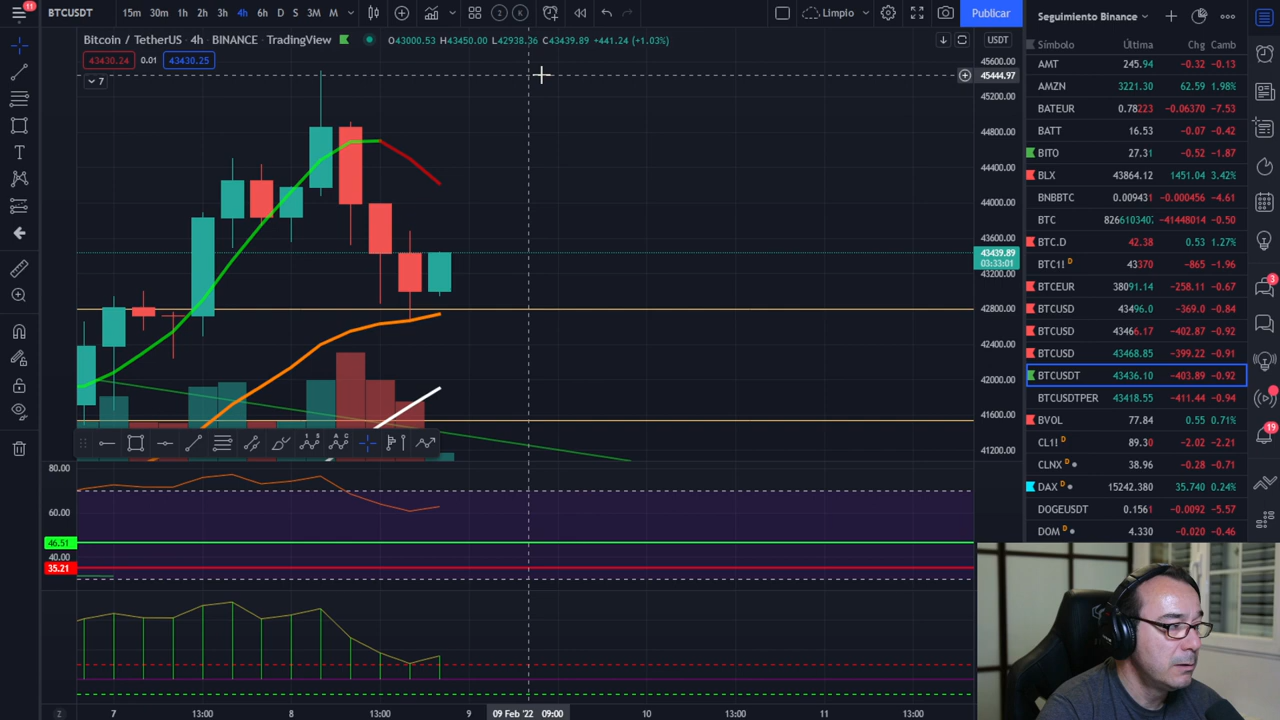 11
BTCUSDT
15m 30m 1h 2h 3h 4h 6h D S 3M M
2 K
Limplo
Publicar
Bitcoin / TetherUS · 4h · BINANCE · TradingView
O43000.53 H43450.00 L42938.36 C43439.89 +441.24 (+1.03%)
USDT
43430.24 0.01 43430.25
7
45600.00
45444.97
45200.00
44800.00
44400.00
44000.00
43600.00
43439.89
03:33:01
43200.00
42800.00
42400.00
42000.00
41600.00
41200.00
80.00
60.00
46.51
40.00
35.21
Z 7 13:00 8 13:00 9 09 Feb '22 09:00 10 13:00 11 13:00
Seguimiento Binance
Símbolo Última Chg Camb
AMT 245.94 −0.32 −0.13
AMZN 3221.30 62.59 1.98%
BATEUR 0.78223 −0.06370 −7.53
BATT 16.53 −0.07 −0.42
BITO 27.31 −0.52 −1.87
BLX 43864.12 1451.04 3.42%
BNBBTC 0.009431 −0.000456 −4.61
BTC 826610340 −41448014 −0.50
BTC.D 42.38 0.53 1.27%
BTC1! D 43370 −865 −1.96
BTCEUR 38091.14 −258.11 −0.67
BTCUSD 43496.0 −369.0 −0.84
BTCUSD 43466.17 −402.87 −0.92
BTCUSD 43468.85 −399.22 −0.91
BTCUSDT 43436.10 −403.89 −0.92
BTCUSDTPER 43418.55 −411.44 −0.94
BVOL 77.84 0.55 0.71%
CL1! D 89.30 −2.02 −2.21
CLNX D 38.96 −0.28 −0.71
DAX D 15242.380 35.740 0.24%
DOGEUSDT 0.1561 −0.0092 −5.57
DOM D 4.330 −0.020 −0.46
3
19